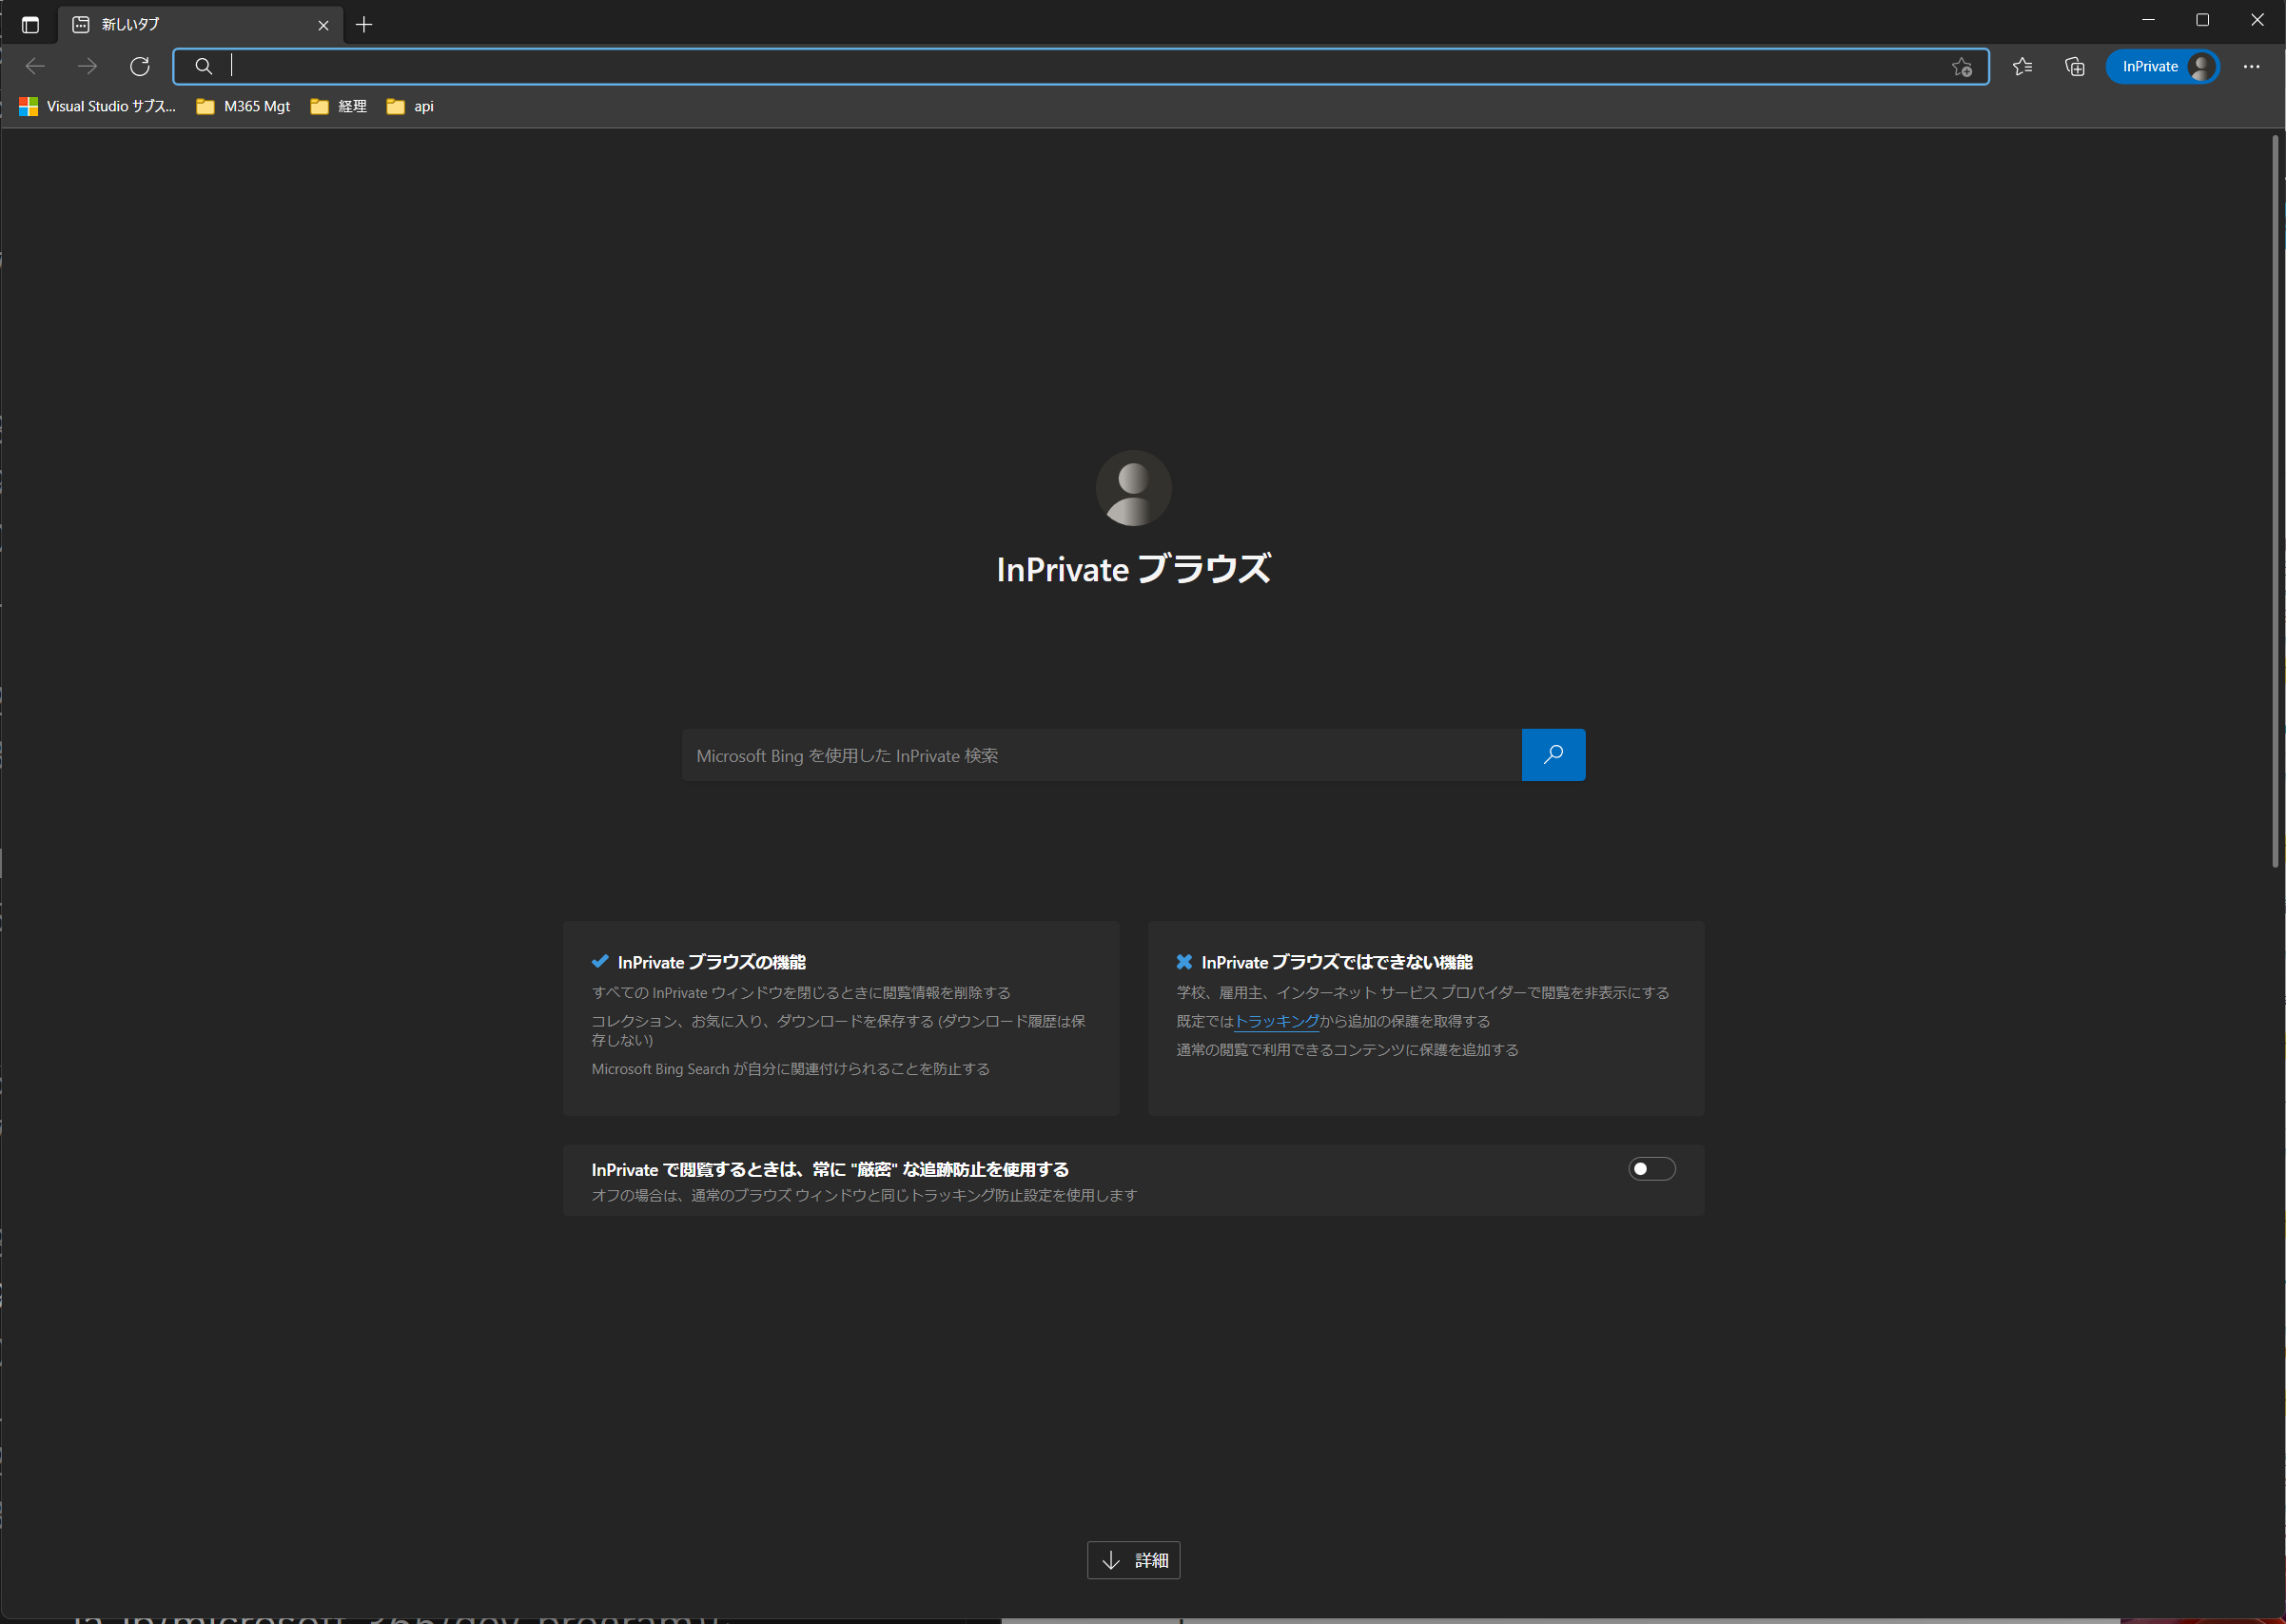 新しいタブ
InPrivate
Visual Studio サブス...
M365 Mgt
経理
api
InPrivate ブラウズ
Microsoft Bing を使用した InPrivate 検索
InPrivate ブラウズの機能
すべての InPrivate ウィンドウを閉じるときに閲覧情報を削除する
コレクション、お気に入り、ダウンロードを保存する (ダウンロード履歴は保
存しない)
Microsoft Bing Search が自分に関連付けられることを防止する
InPrivate ブラウズではできない機能
学校、雇用主、インターネット サービス プロバイダーで閲覧を非表示にする
既定ではトラッキングから追加の保護を取得する
通常の閲覧で利用できるコンテンツに保護を追加する
InPrivate で閲覧するときは、常に "厳密" な追跡防止を使用する
オフの場合は、通常のブラウズ ウィンドウと同じトラッキング防止設定を使用します
詳細